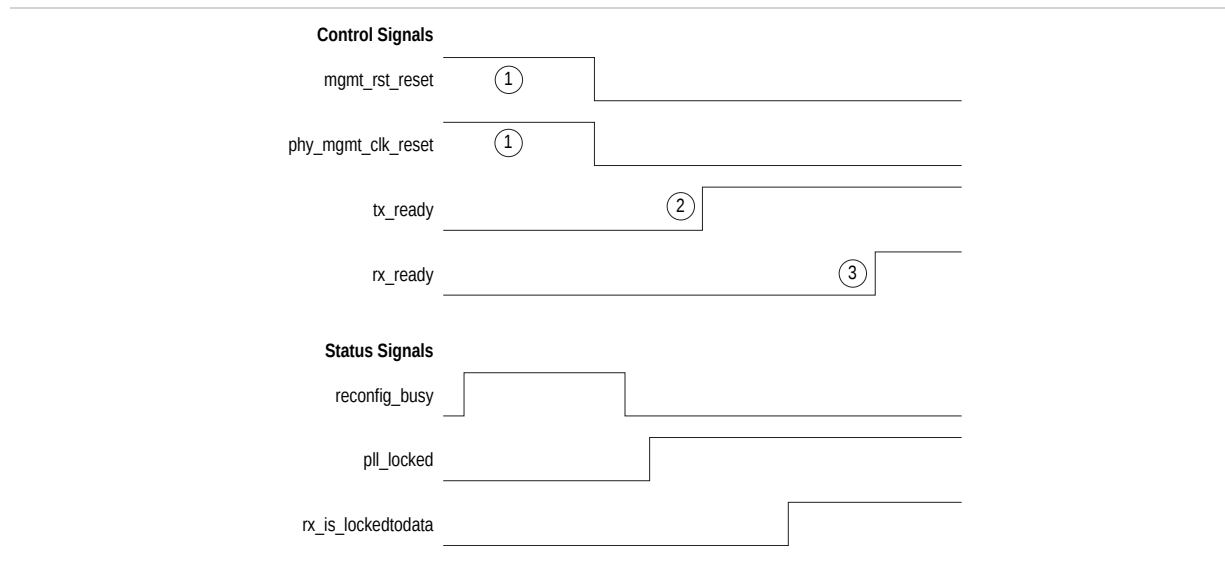 Control Signals
mgmt_rst_reset
1
phy_mgmt_clk_reset
1
tx_ready
2
rx_ready
3
Status Signals
reconfig_busy
pll_locked
rx_is_lockedtodata